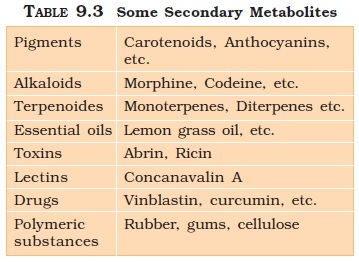 TABLE 9.3 Some Secondary Metabolites
Pigments Carotenoids, Anthocyanins,
etc.
Alkaloids Morphine, Codeine, etc.
Terpenoides Monoterpenes, Diterpenes etc.
Essential oils Lemon grass oil, etc.
Toxins Abrin, Ricin
Lectins Concanavalin A
Drugs Vinblastin, curcumin, etc.
Polymeric Rubber, gums, cellulose
substances